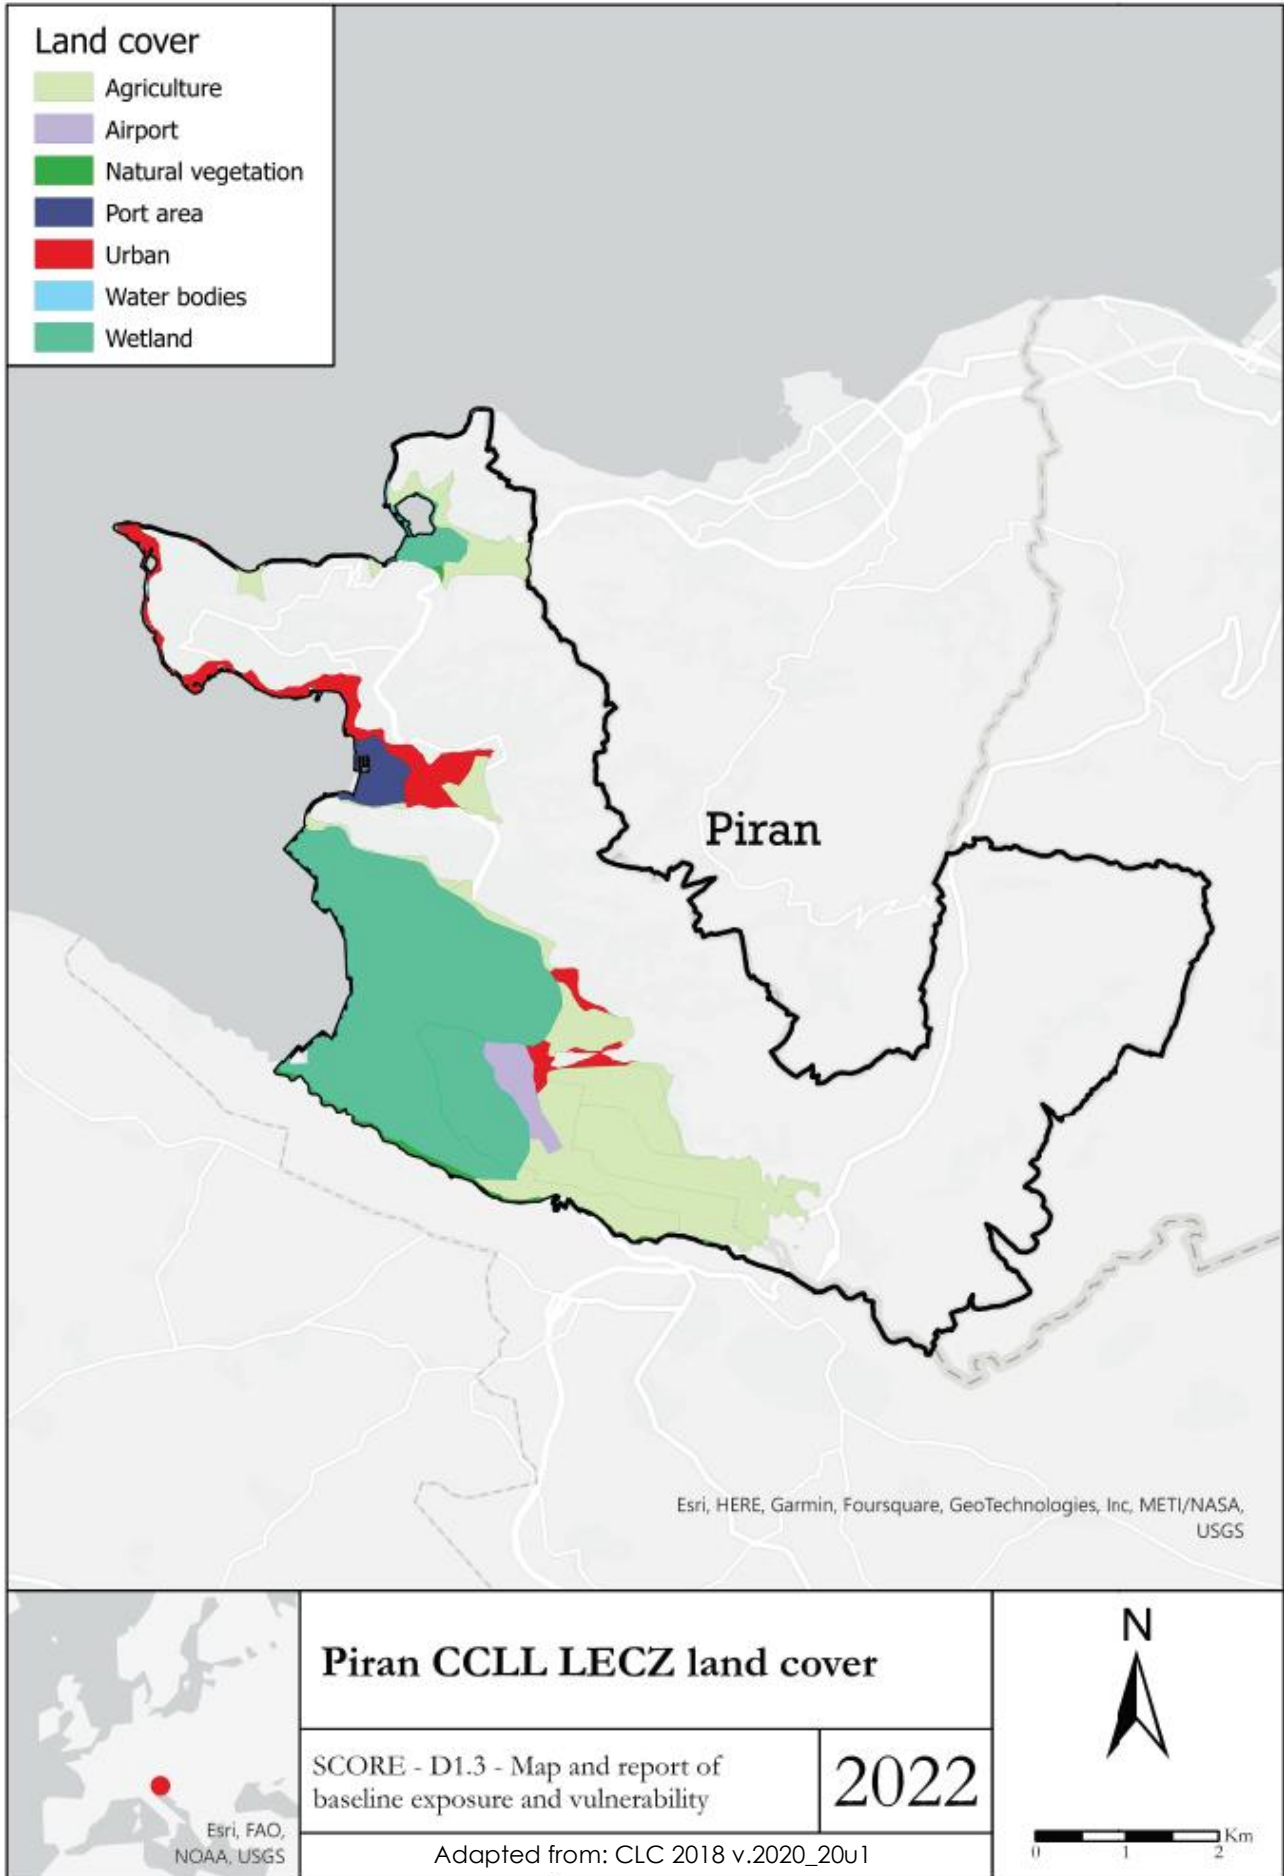 Land cover
Agriculture
Airport
Natural vegetation
Port area
Urban
Water bodies
Wetland
Piran
Esri, HERE, Garmin, Foursquare, GeoTechnologies, Inc, METI/NASA,
USGS
Esri, FAO,
NOAA, USGS
Piran CCLL LECZ land cover
SCORE - D1.3 - Map and report of
baseline exposure and vulnerability
2022
Adapted from: CLC 2018 v.2020_20u1
N
Km
0 1 2